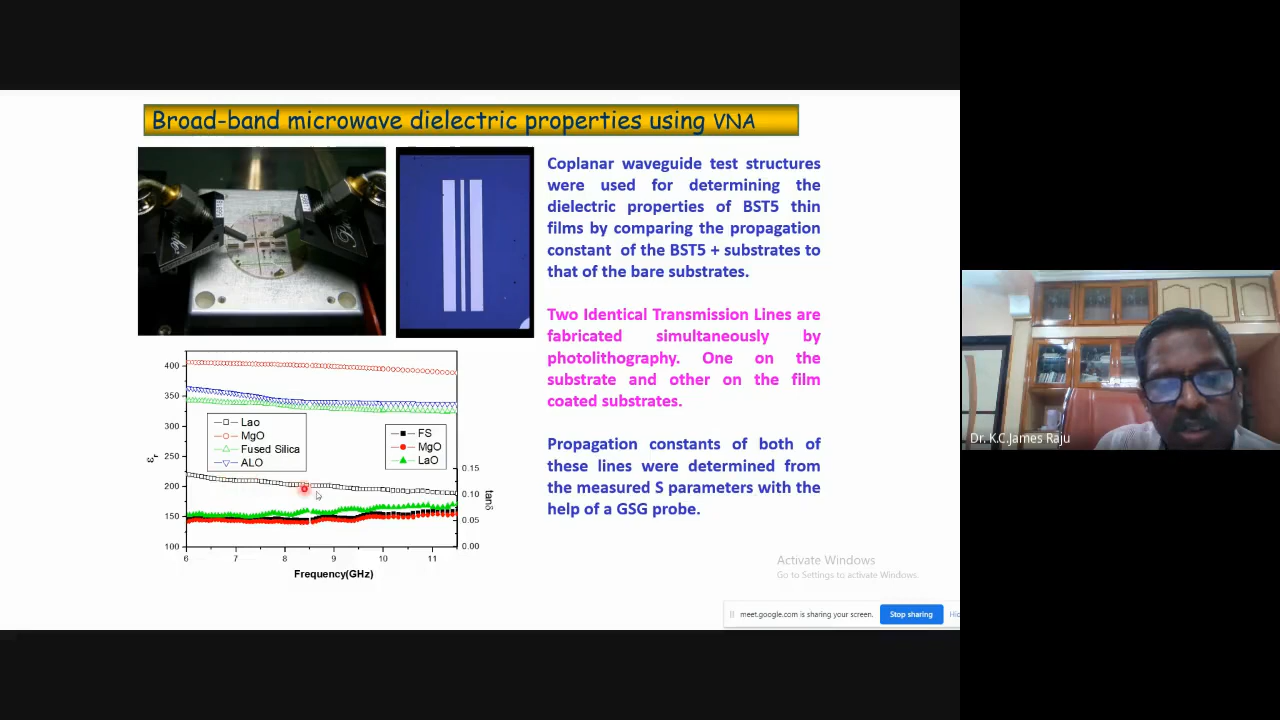 Broad-band microwave dielectric properties using VNA
Coplanar waveguide test structures
were used for determining the
dielectric properties of BST5 thin
films by comparing the propagation
constant of the BST5 + substrates to
that of the bare substrates.
Two Identical Transmission Lines are
fabricated simultaneously by
photolithography. One on the
substrate and other on the film
coated substrates.
Propagation constants of both of
these lines were determined from
the measured S parameters with the
help of a GSG probe.
400
350
300
250
200
150
100
εr
Lao
MgO
Fused Silica
ALO
FS
MgO
LaO
0.15
0.10
0.05
0.00
tanδ
6 7 8 9 10 11
Frequency(GHz)
Dr. K.C.James Raju
Activate Windows
Go to Settings to activate Windows.
meet.google.com is sharing your screen.
Stop sharing
Hid